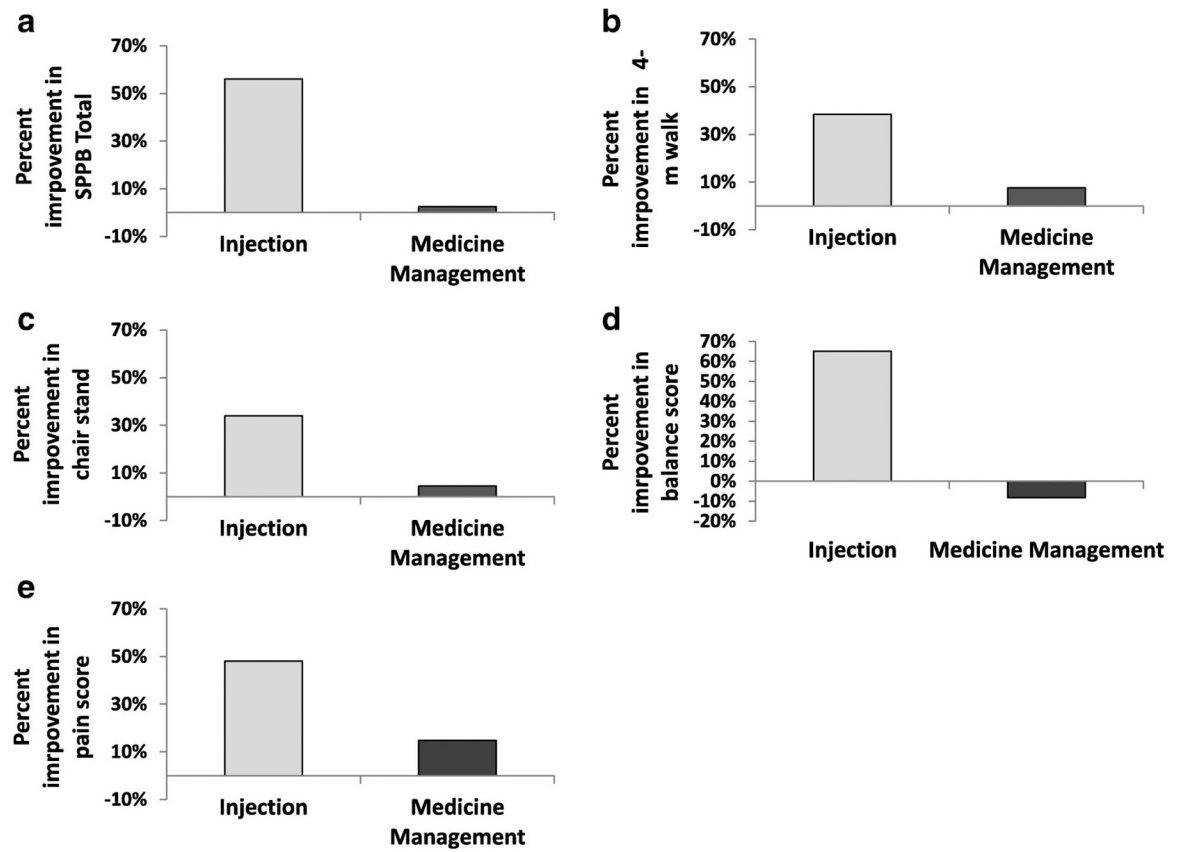 a
Percent
imrpovement in
SPPB Total
70%
50%
30%
10%
-10%
Injection
Medicine
Management
b
Percent
imrpovement in 4-
m walk
70%
50%
30%
10%
-10%
Injection
Medicine
Management
c
Percent
imrpovement in
chair stand
70%
50%
30%
10%
-10%
Injection
Medicine
Management
d
Percent
imrpovement in
balance score
70%
60%
50%
40%
30%
20%
10%
0%
-10%
-20%
Injection
Medicine Management
e
Percent
imrpovement in
pain score
70%
50%
30%
10%
-10%
Injection
Medicine
Management